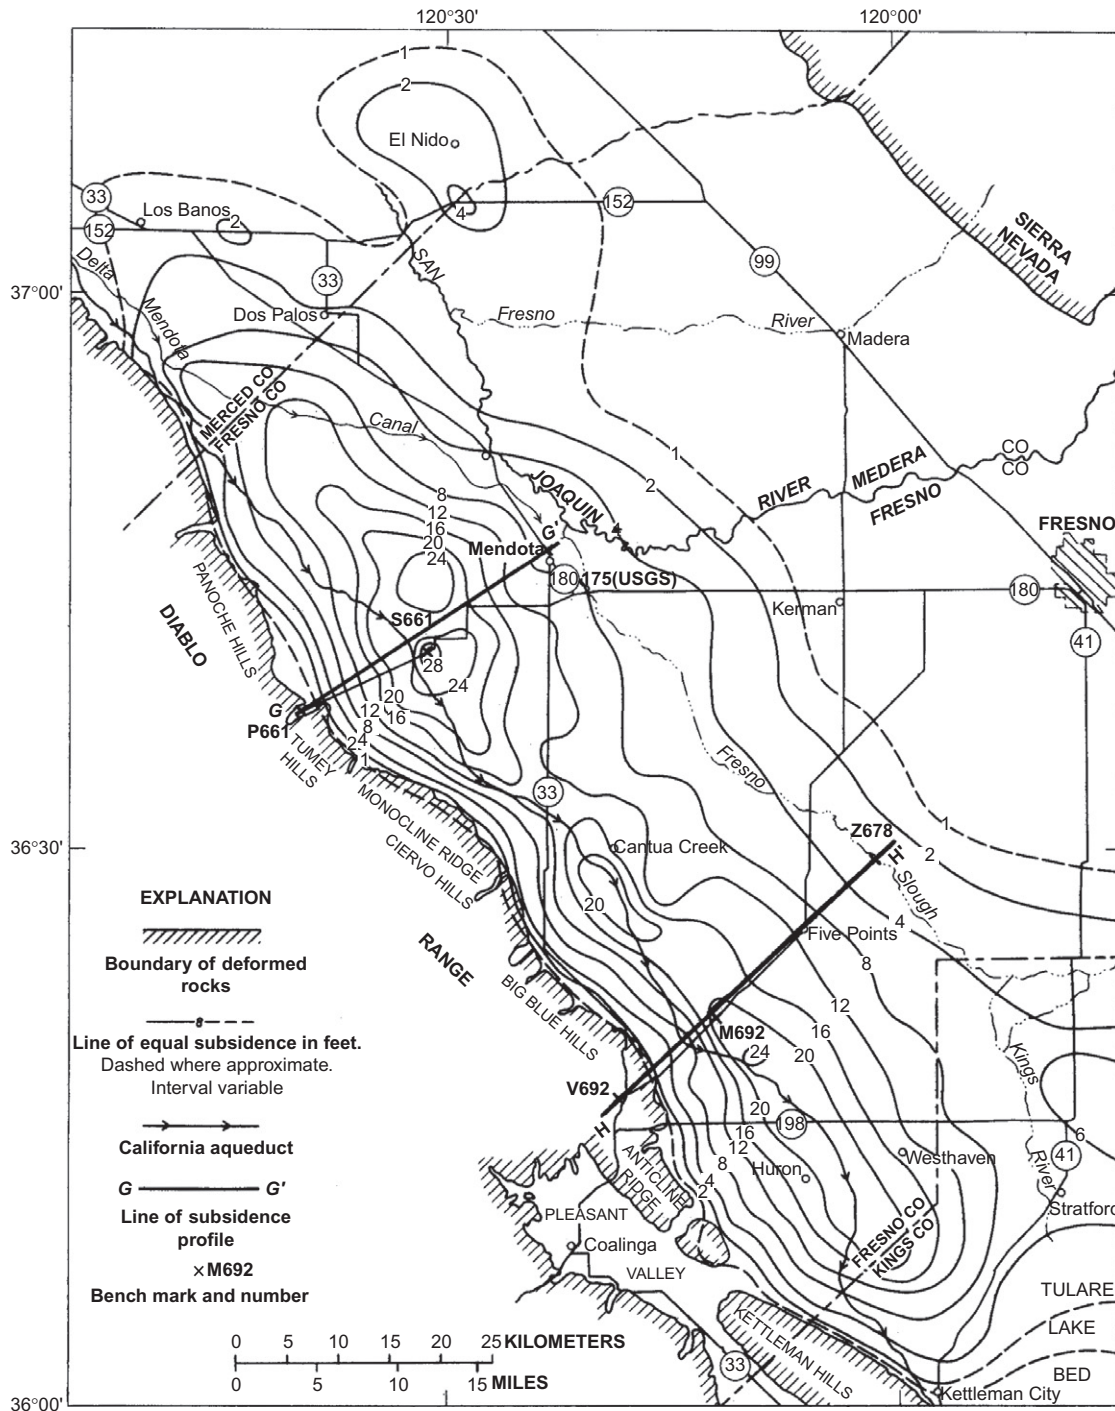 120°30'
120°00'
1
2
El Nido
33
Los Banos
2
152
4
152
SIERRA
NEVADA
Delta
SAN
99
33
37°00'
Mendota
Dos Palos
Fresno
River
Madera
MERCED CO
FRESNO CO
Canal
1
2
CO
CO
RIVER
MEDERA
FRESNO
8
12
16
20
24
JOAQUIN
G'
Mendota
FRESNO
180
175(USGS)
180
Kerman
PANOCHE HILLS
DIABLO
S661
41
28
24
20
G
12
16
P661
8
24
4
1
TUMEY
HILLS
Fresno
33
MONOCLINE RIDGE
CIERVO HILLS
1
Z678
36°30'
Cantua Creek
H'
2
Slough
EXPLANATION
20
4
Five Points
RANGE
8
Boundary of deformed
rocks
BIG BLUE HILLS
12
8
M692
16
Line of equal subsidence in feet.
24
20
Kings
Dashed where approximate.
Interval variable
V692
20
198
California aqueduct
H
16
6
12
41
ANTICLINE
RIDGE
8
Huron
Westhaven
River
4
2
G
G'
Stratford
Line of subsidence
profile
PLEASANT
FRESNO CO
KINGS CO
Coalinga
×M692
VALLEY
Bench mark and number
TULARE
LAKE
BED
KETTLEMAN HILLS
0 5 10 15 20 25 KILOMETERS
0 5 10 15 MILES
33
Kettleman City
36°00'